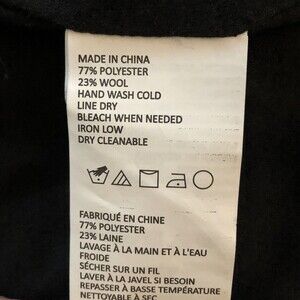 MADE IN CHINA
77% POLYESTER
23% WOOL
HAND WASH COLD
LINE DRY
BLEACH WHEN NEEDED
IRON LOW
DRY CLEANABLE
FABRIQUÉ EN CHINE
77% POLYESTER
23% LAINE
LAVAGE À LA MAIN ET À L'EAU
FROIDE
SÉCHER SUR UN FIL
LAVER À LA JAVEL SI BESOIN
REPASSER À BASSE TEMPÉRATURE
NETTOYABLE À SEC